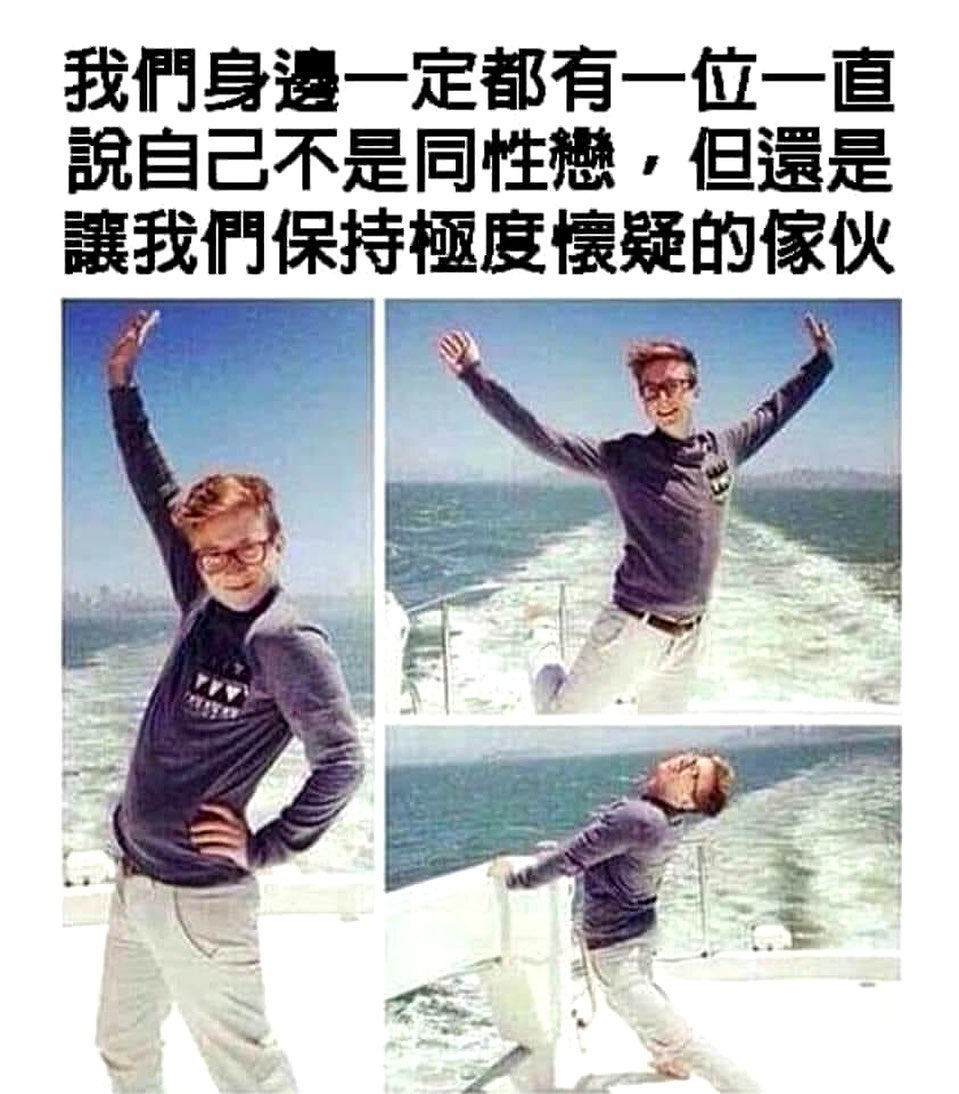 我們身邊一定都有一位一直
說自己不是同性戀，但還是
讓我們保持極度懷疑的傢伙